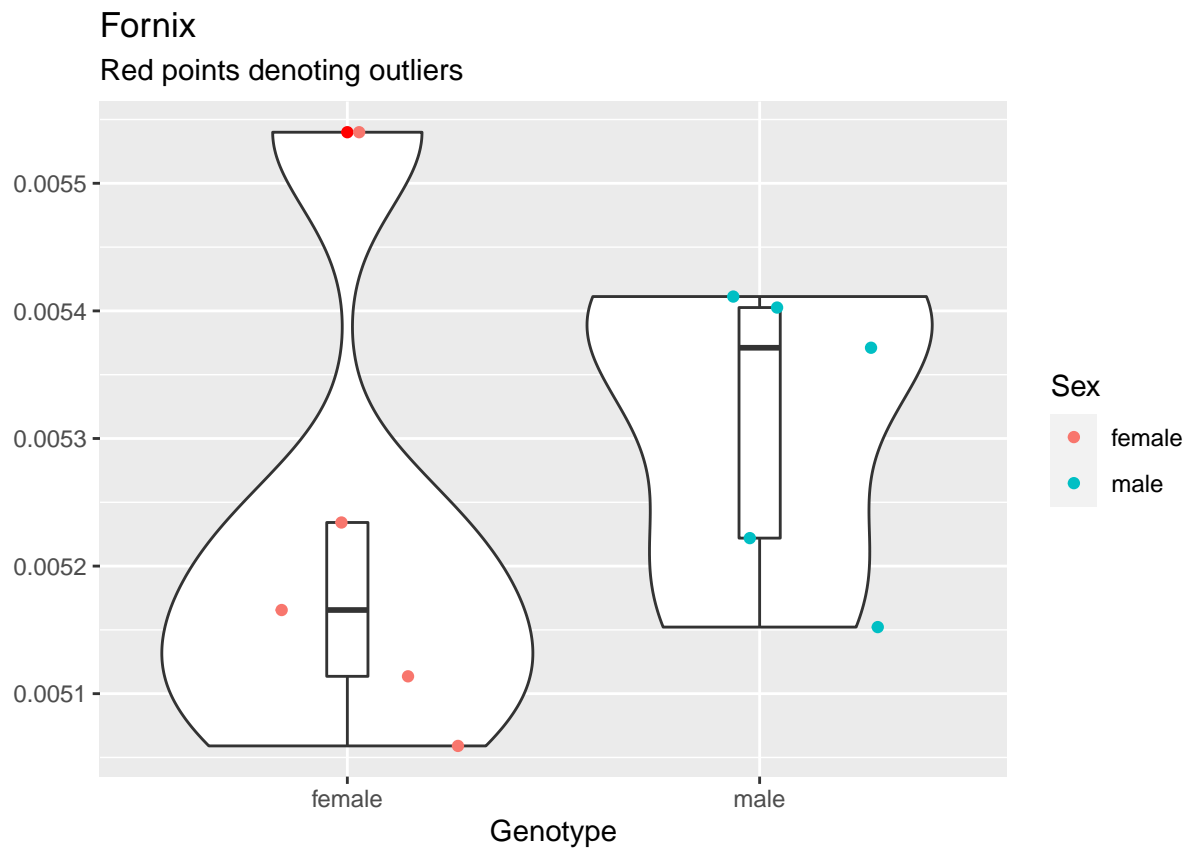 Fornix
Red points denoting outliers
0.0055
0.0054
0.0053
0.0052
0.0051
female
male
Genotype
Sex
female
male